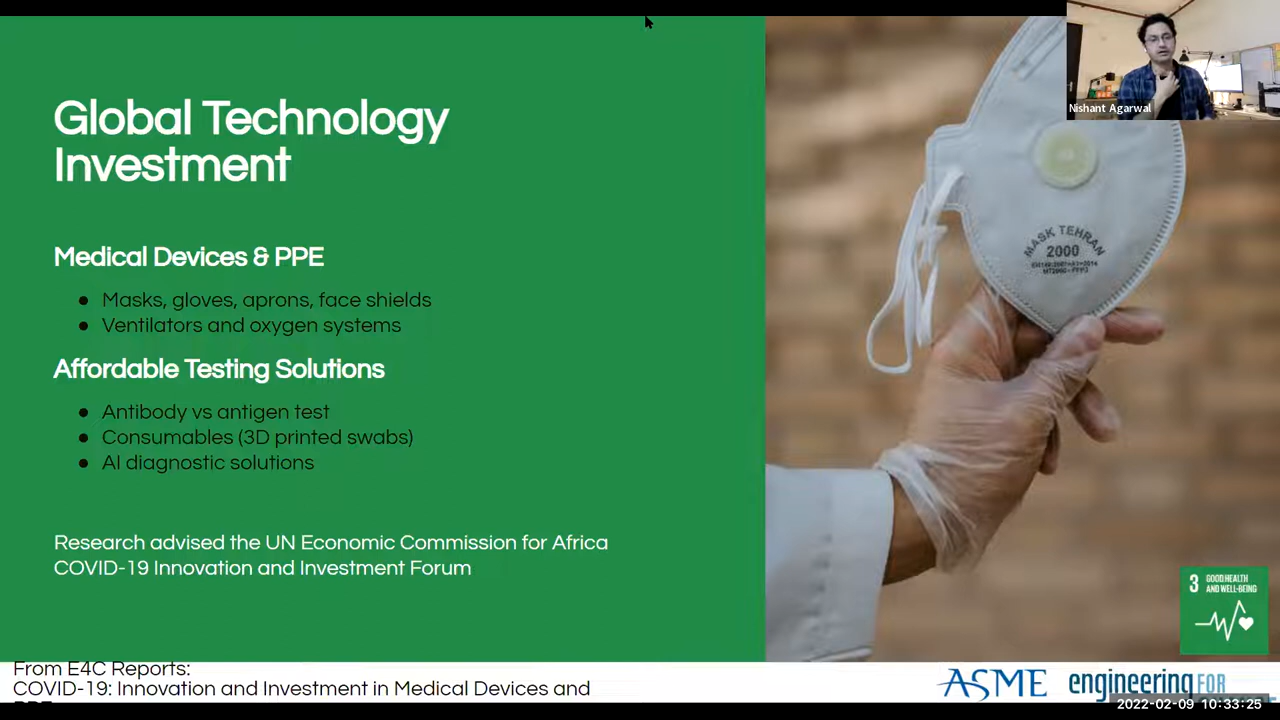 Global Technology
Investment
Medical Devices & PPE
● Masks, gloves, aprons, face shields
● Ventilators and oxygen systems
Affordable Testing Solutions
● Antibody vs antigen test
● Consumables (3D printed swabs)
● AI diagnostic solutions
Research advised the UN Economic Commission for Africa
COVID-19 Innovation and Investment Forum
From E4C Reports:
COVID-19: Innovation and Investment in Medical Devices and
Nishant Agarwal
MASK TEHRAN
2000
3 GOOD HEALTH
AND WELL-BEING
ASME
engineering FOR
2022-02-09 10:33:25